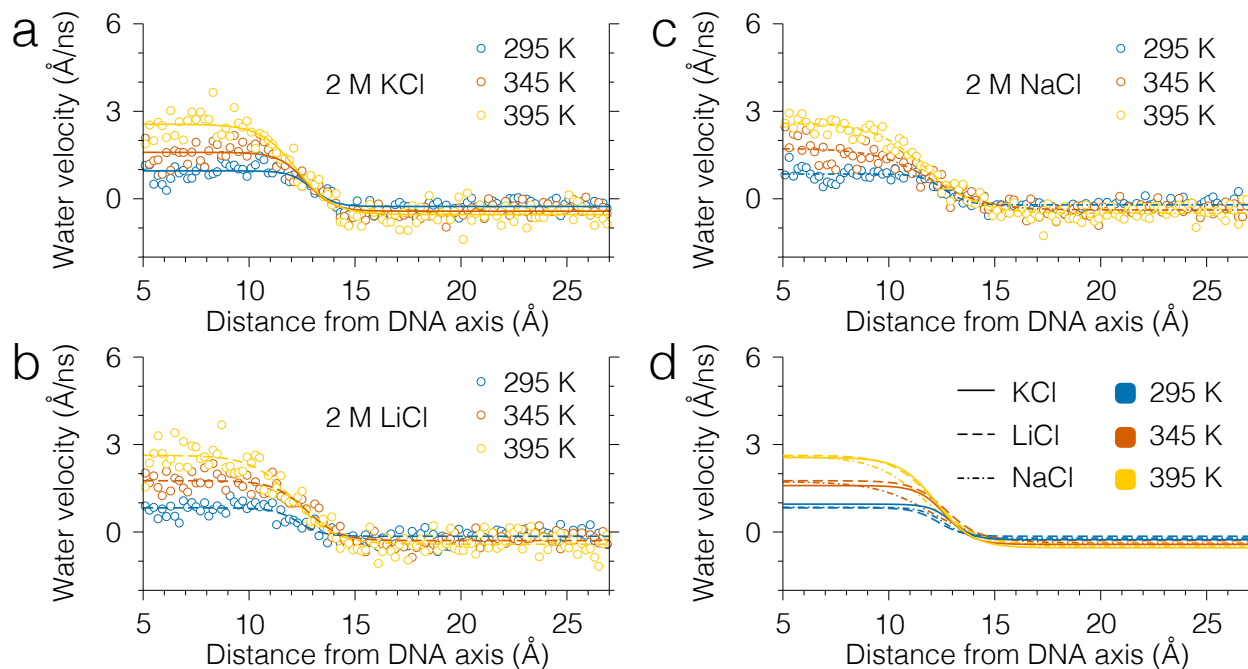 a
Water velocity (Å/ns)
6
3
0
2 M KCl
295 K
345 K
395 K
5 10 15 20 25
Distance from DNA axis (Å)
c
Water velocity (Å/ns)
6
3
0
2 M NaCl
295 K
345 K
395 K
5 10 15 20 25
Distance from DNA axis (Å)
b
Water velocity (Å/ns)
6
3
0
2 M LiCl
295 K
345 K
395 K
5 10 15 20 25
Distance from DNA axis (Å)
d
Water velocity (Å/ns)
6
3
0
KCl 295 K
LiCl 345 K
NaCl 395 K
5 10 15 20 25
Distance from DNA axis (Å)